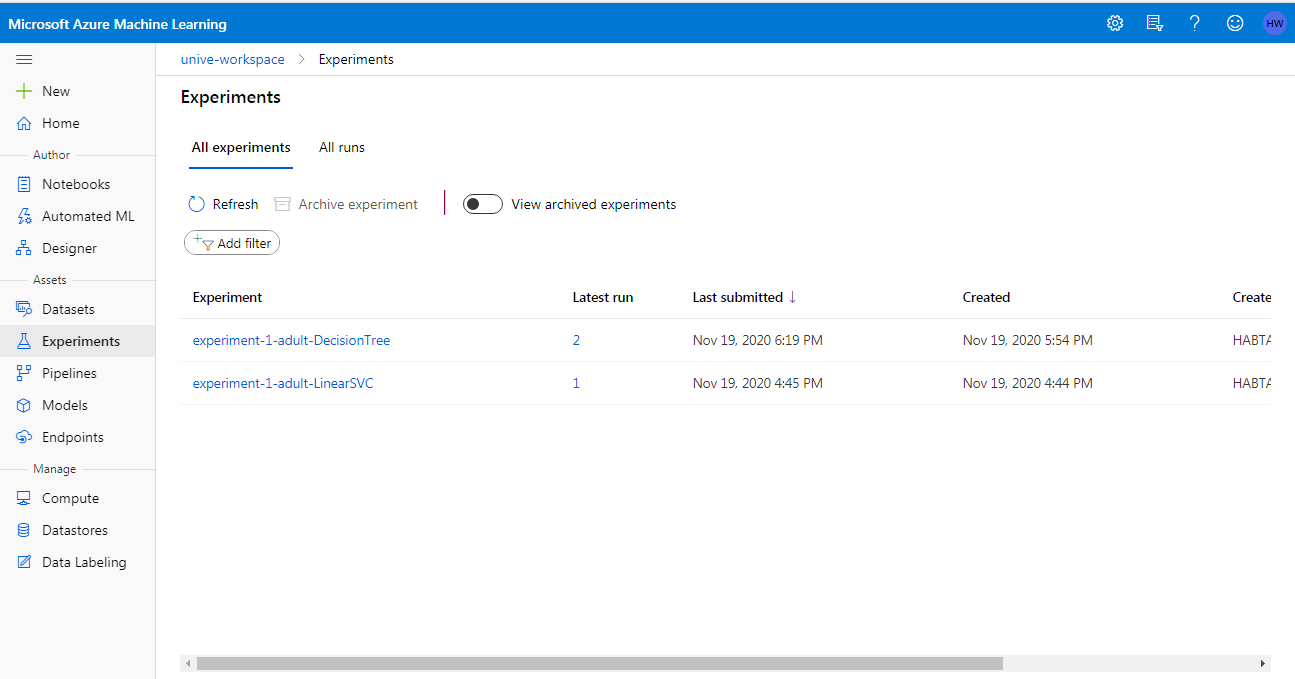 Microsoft Azure Machine Learning
HW
unive-workspace > Experiments
New
Home
Author
Notebooks
Automated ML
Designer
Assets
Datasets
Experiments
Pipelines
Models
Endpoints
Manage
Compute
Datastores
Data Labeling
Experiments
All experiments All runs
Refresh Archive experiment View archived experiments
Add filter
Experiment Latest run Last submitted ↓ Created Create
experiment-1-adult-DecisionTree 2 Nov 19, 2020 6:19 PM Nov 19, 2020 5:54 PM HABTA
experiment-1-adult-LinearSVC 1 Nov 19, 2020 4:45 PM Nov 19, 2020 4:44 PM HABTA